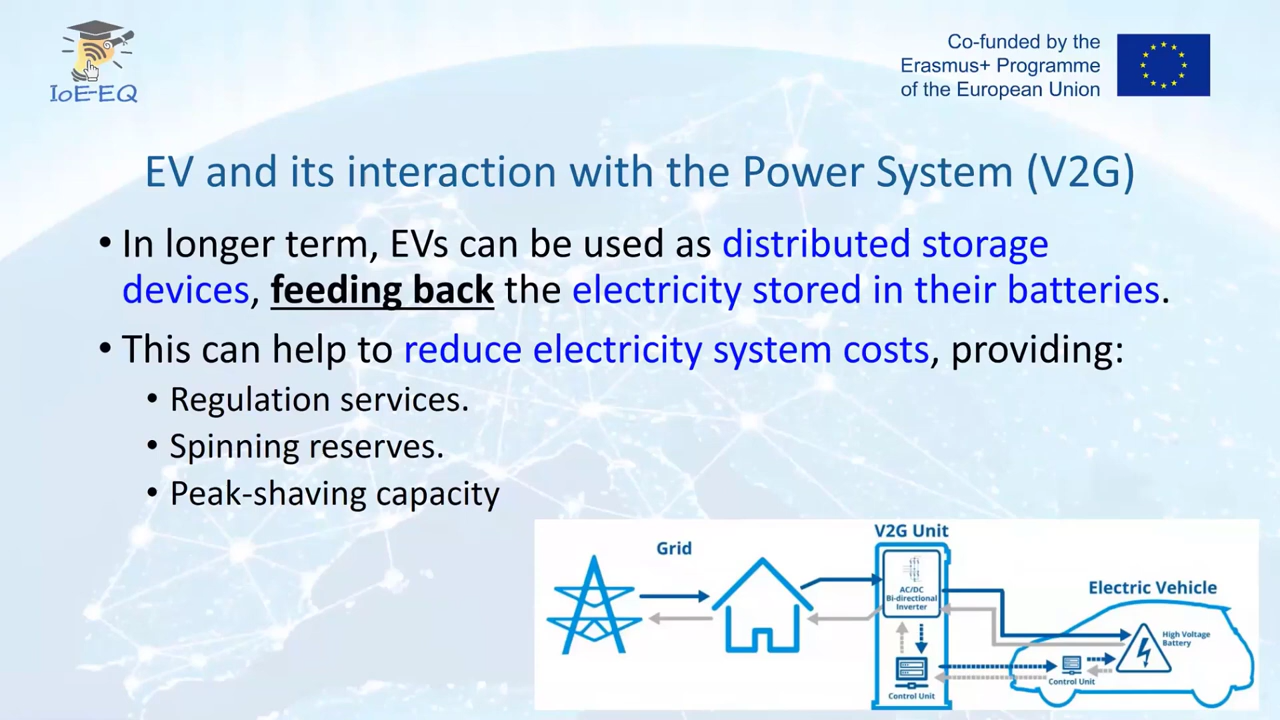 IoE-EQ
Co-funded by the
Erasmus+ Programme
of the European Union
EV and its interaction with the Power System (V2G)
• In longer term, EVs can be used as distributed storage
devices, feeding back the electricity stored in their batteries.
• This can help to reduce electricity system costs, providing:
• Regulation services.
• Spinning reserves.
• Peak-shaving capacity
V2G Unit
Grid
AC/DC
Bi-directional
Inverter
Electric Vehicle
High Voltage
Battery
Control Unit
Control Unit